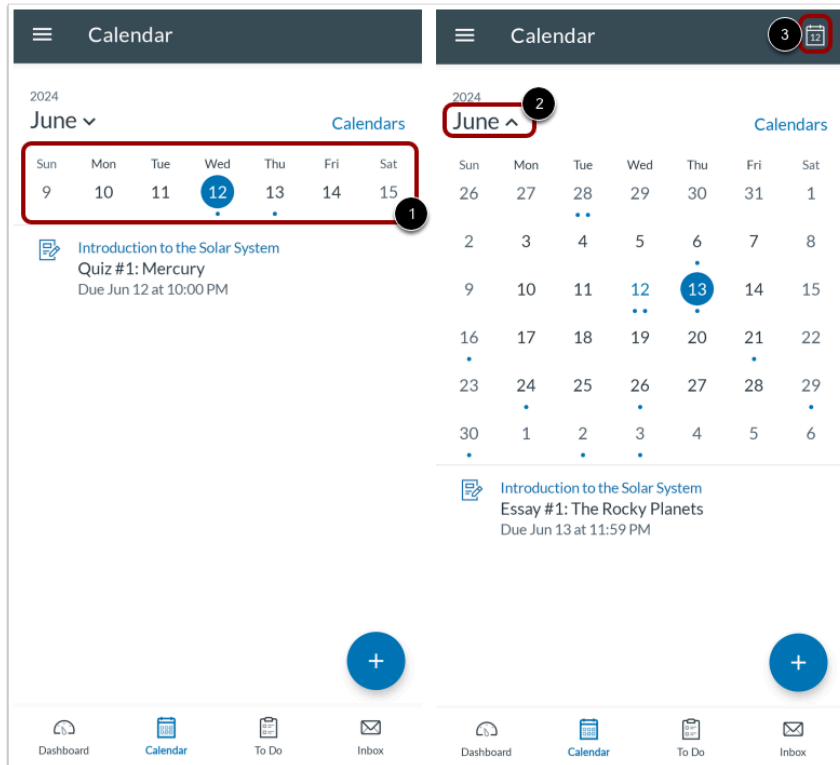 Calendar
2024
June
Calendars
Sun Mon Tue Wed Thu Fri Sat
9 10 11 12 13 14 15
1
Introduction to the Solar System
Quiz #1: Mercury
Due Jun 12 at 10:00 PM
+
Dashboard Calendar To Do Inbox
Calendar
3
12
2024
2
June
Calendars
Sun Mon Tue Wed Thu Fri Sat
26 27 28 29 30 31 1
2 3 4 5 6 7 8
9 10 11 12 13 14 15
16 17 18 19 20 21 22
23 24 25 26 27 28 29
30 1 2 3 4 5 6
Introduction to the Solar System
Essay #1: The Rocky Planets
Due Jun 13 at 11:59 PM
+
Dashboard Calendar To Do Inbox